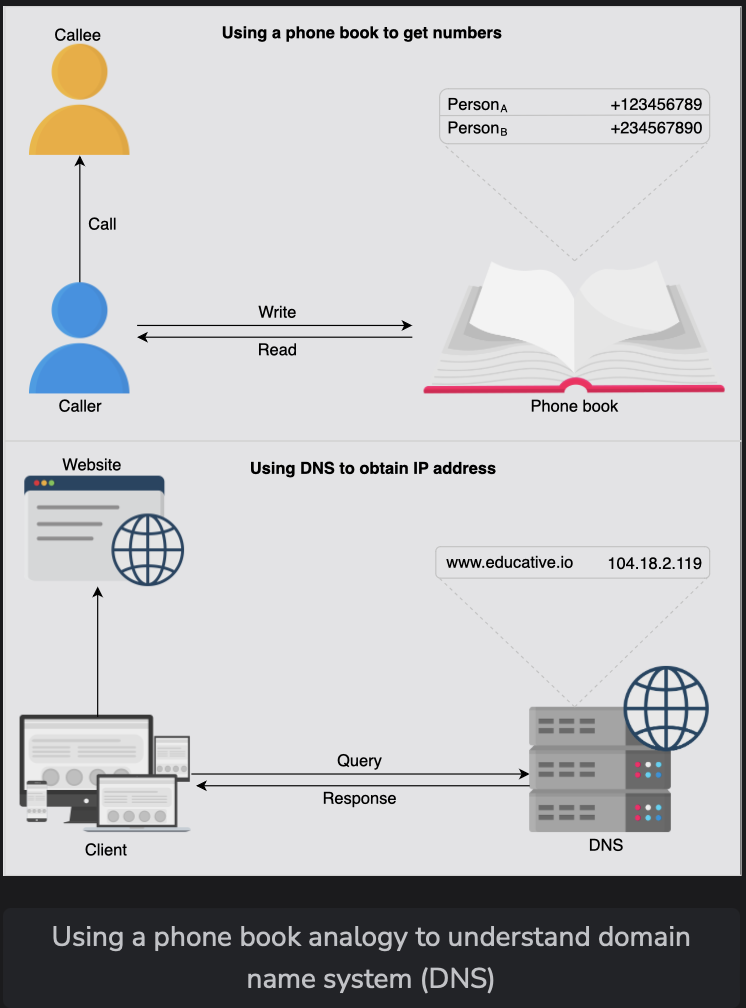 Using a phone book to get numbers
Callee
Person A +123456789
Person B +234567890
Call
Write
Read
Caller
Phone book
Website
Using DNS to obtain IP address
www.educative.io 104.18.2.119
Query
Response
Client
DNS
Using a phone book analogy to understand domain
name system (DNS)